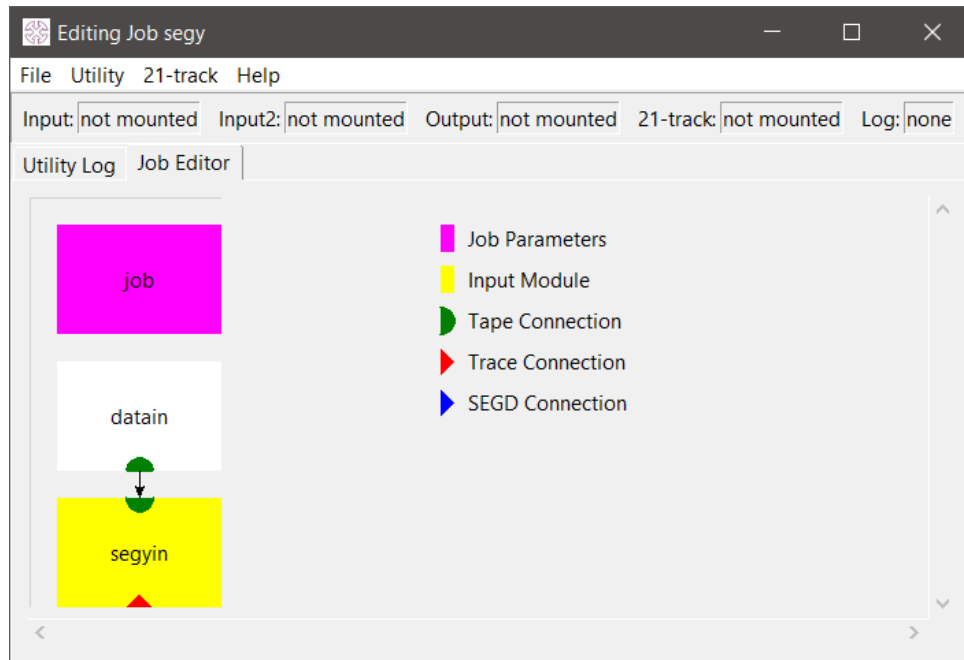 Editing Job segy
File Utility 21-track Help
Input: not mounted Input2: not mounted Output: not mounted 21-track: not mounted Log: none
Utility Log Job Editor
job
Job Parameters
Input Module
Tape Connection
Trace Connection
SEGD Connection
datain
segyin